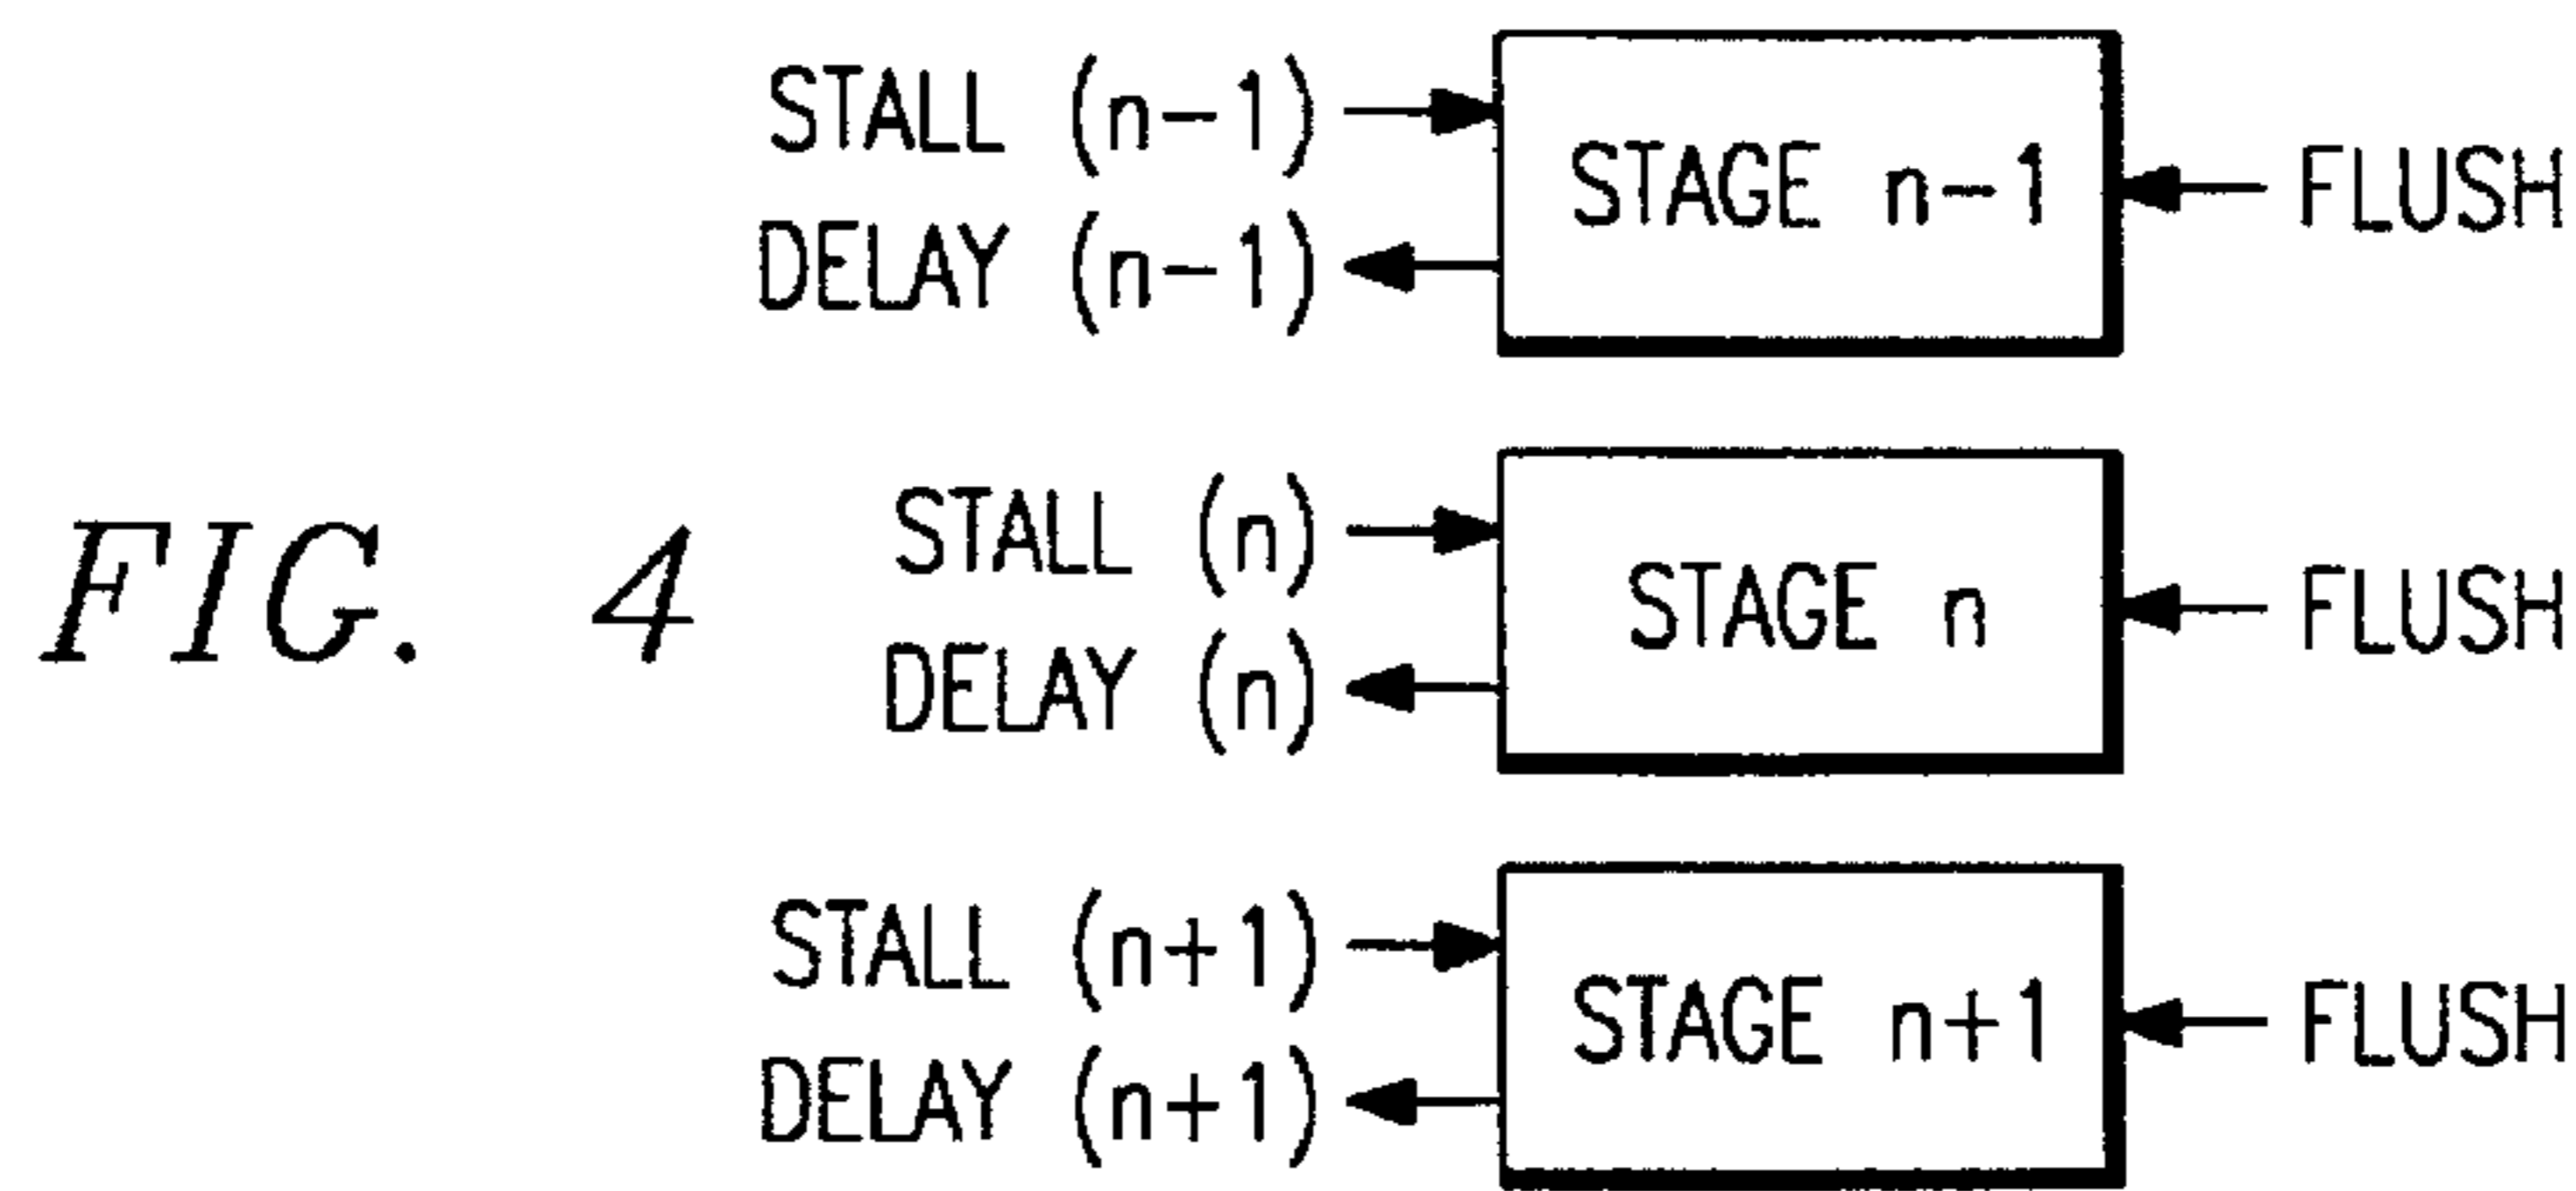 STALL (n-1)
DELAY (n-1)
STAGE n-1
FLUSH
FIG. 4
STALL (n)
DELAY (n)
STAGE n
FLUSH
STALL (n+1)
DELAY (n+1)
STAGE n+1
FLUSH